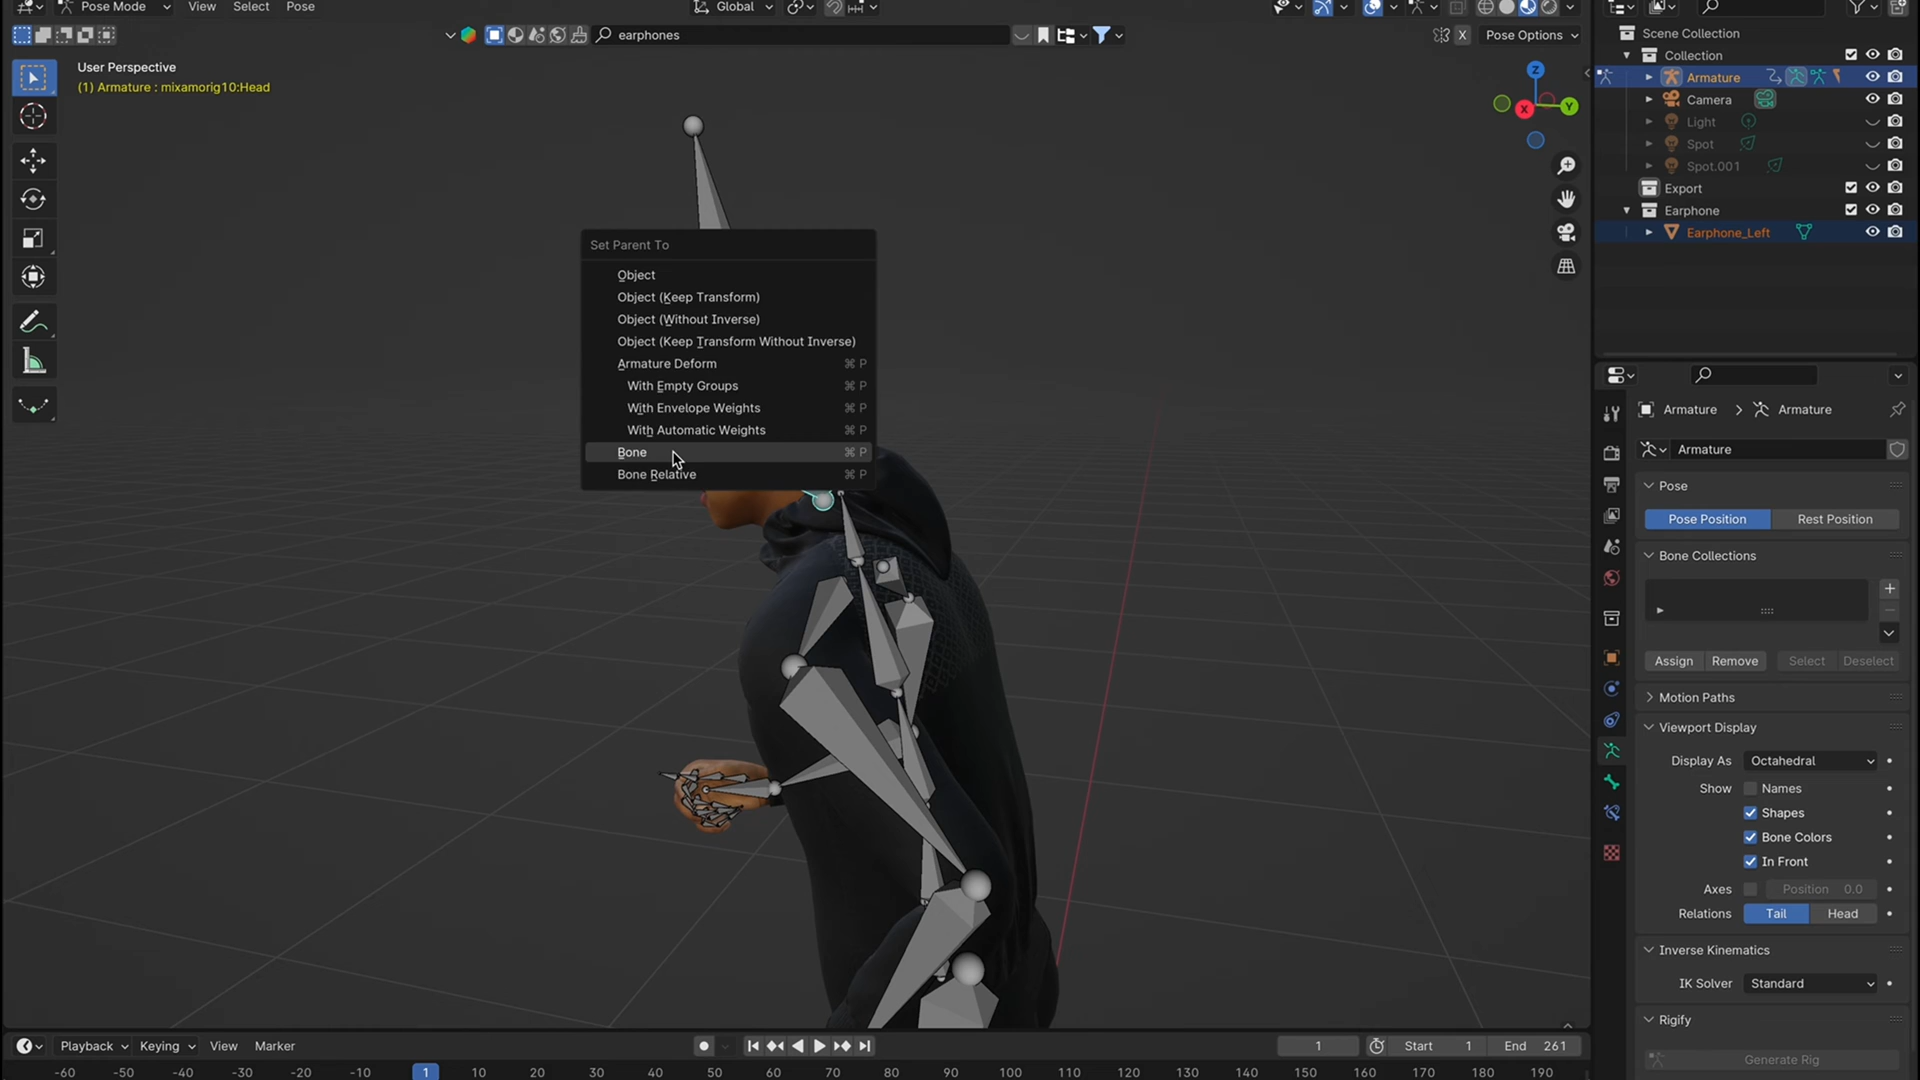 Pose Mode
View
Select
Pose
Global
earphones
X
Pose Options
User Perspective
(1) Armature : mixamorig10:Head
Z
Y
X
Set Parent To
Object
Object (Keep Transform)
Object (Without Inverse)
Object (Keep Transform Without Inverse)
Armature Deform ⌘ P
With Empty Groups ⌘ P
With Envelope Weights ⌘ P
With Automatic Weights ⌘ P
Bone ⌘ P
Bone Relative ⌘ P
Scene Collection
Collection
Armature
Camera
Light
Spot
Spot.001
Export
Earphone
Earphone_Left
Armature > Armature
Armature
Pose
Pose Position Rest Position
Bone Collections
Assign Remove Select Deselect
Motion Paths
Viewport Display
Display As Octahedral
Show Names
Shapes
Bone Colors
In Front
Axes Position 0.0
Relations Tail Head
Inverse Kinematics
IK Solver Standard
Rigify
Generate Rig
Playback Keying View Marker
1 Start 1 End 261
-60 -50 -40 -30 -20 -10 1 10 20 30 40 50 60 70 80 90 100 110 120 130 140 150 160 170 180 190